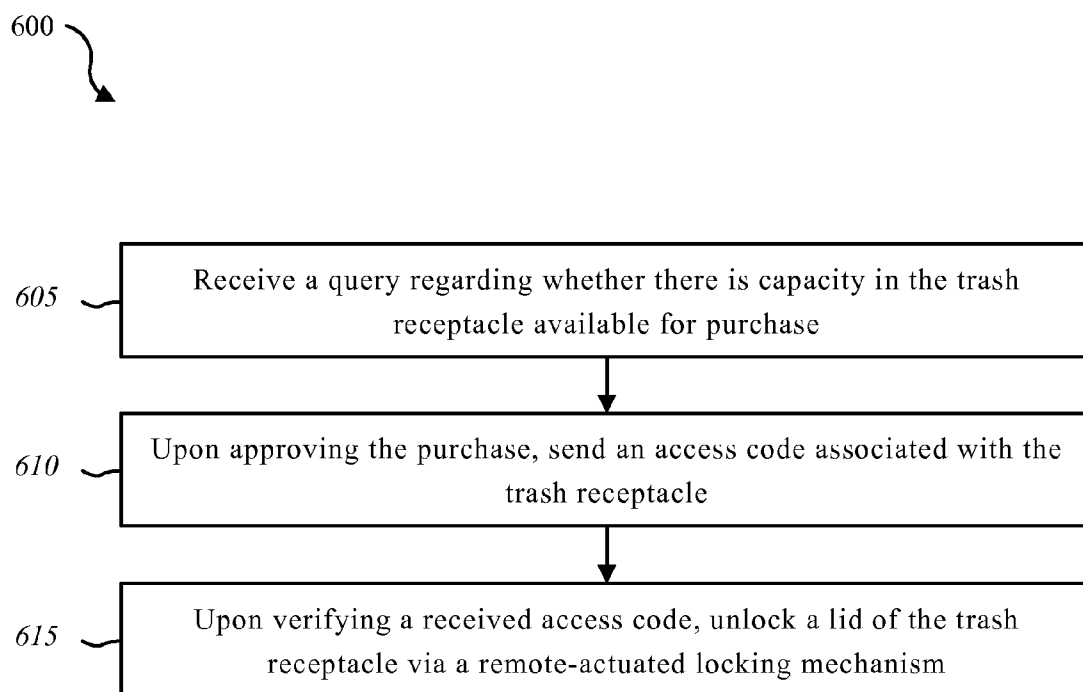 600
605
Receive a query regarding whether there is capacity in the trash
receptacle available for purchase
610
Upon approving the purchase, send an access code associated with the
trash receptacle
615
Upon verifying a received access code, unlock a lid of the trash
receptacle via a remote-actuated locking mechanism